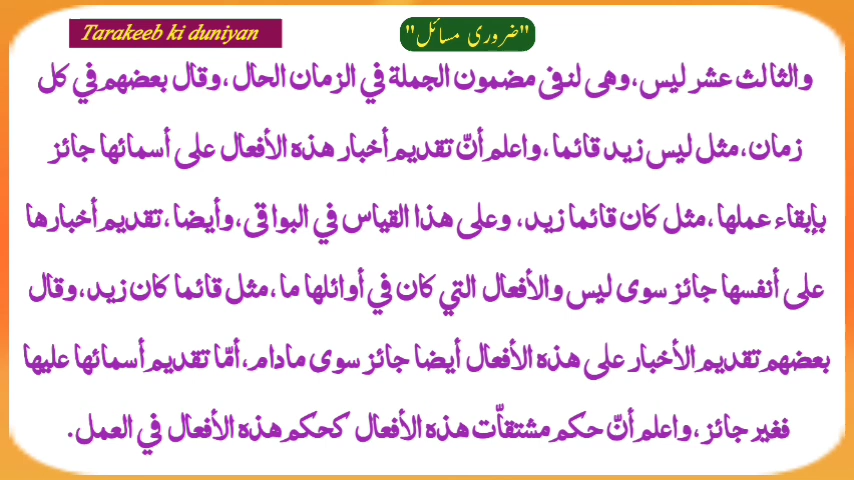 Tarakeeb ki duniyan
"ضروری مسائل"
والثالث عشر ليس، وهى لنفى مضمون الجملة في الزمان الحال، وقال بعضهم في كل
زمان، مثل ليس زيد قائما، واعلم أنّ تقديم أخبار هذه الأفعال على أسمائها جائز
بإبقاء عملها، مثل كان قائما زيد، وعلى هذا القياس في البواقى، وأيضا، تقديم أخبارها
على أنفسها جائز سوى ليس والأفعال التي كان في أوائلها ما، مثل قائما كان زيد، وقال
بعضهم تقديم الأخبار على هذه الأفعال أيضا جائز سوى مادام، أمّا تقديم أسمائها عليها
فغير جائز، واعلم أنّ حكم مشتقاّت هذه الأفعال كحكم هذه الأفعال في العمل.